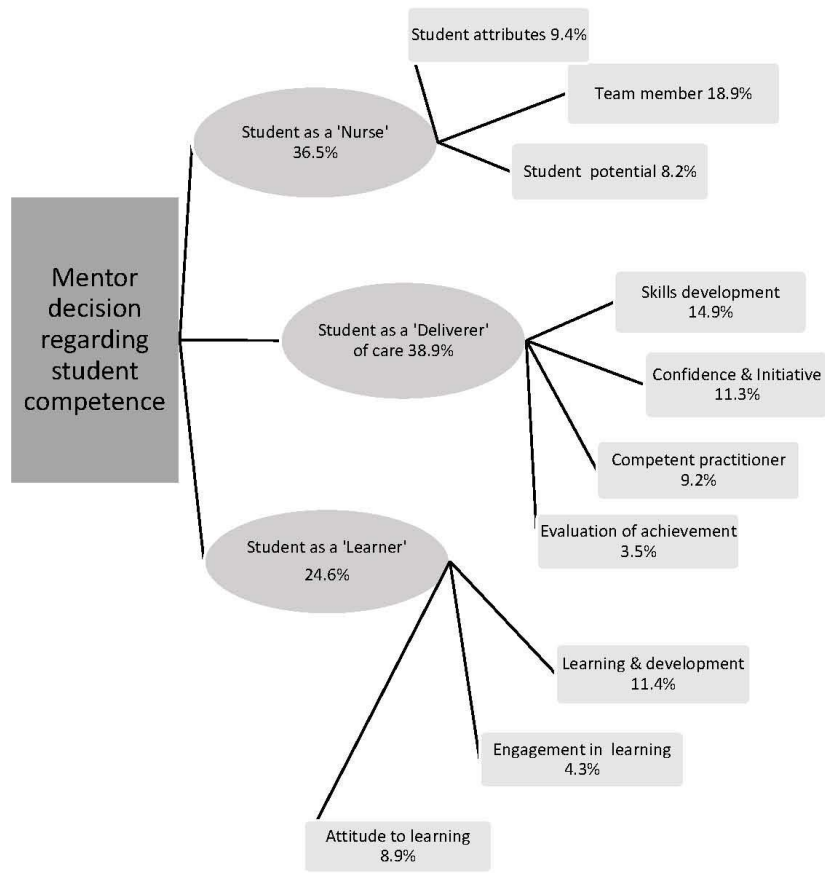 Mentor
decision
regarding
student
competence
Student as a 'Nurse'
36.5%
Student attributes 9.4%
Team member 18.9%
Student potential 8.2%
Student as a 'Deliverer'
of care 38.9%
Skills development
14.9%
Confidence & Initiative
11.3%
Competent practitioner
9.2%
Evaluation of achievement
3.5%
Student as a 'Learner'
24.6%
Learning & development
11.4%
Engagement in learning
4.3%
Attitude to learning
8.9%